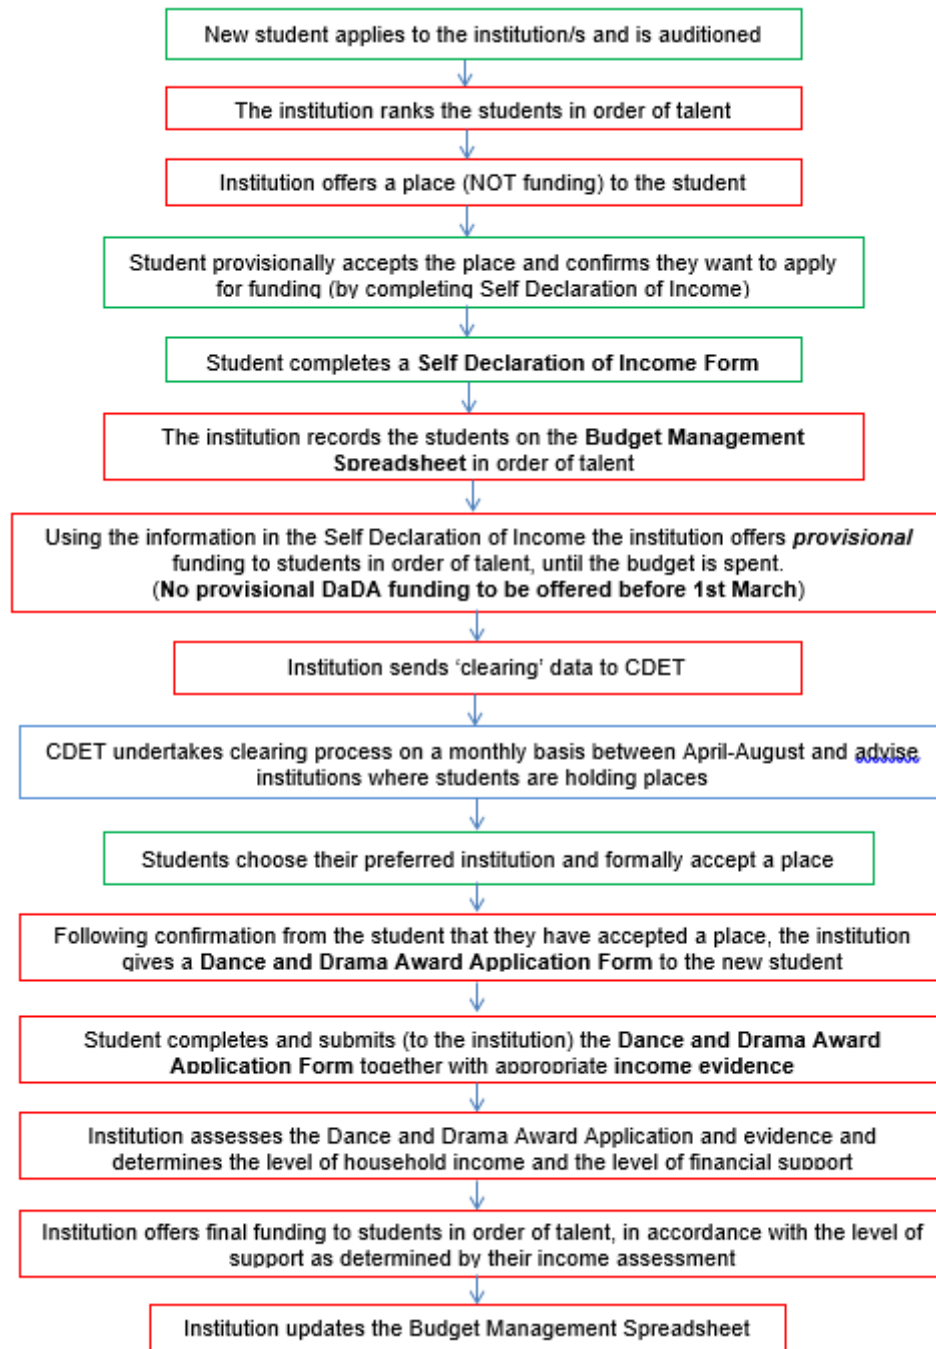 New student applies to the institution/s and is auditioned
The institution ranks the students in order of talent
Institution offers a place (NOT funding) to the student
Student provisionally accepts the place and confirms they want to apply
for funding (by completing Self Declaration of Income)
Student completes a Self Declaration of Income Form
The institution records the students on the Budget Management
Spreadsheet in order of talent
Using the information in the Self Declaration of Income the institution offers provisional
funding to students in order of talent, until the budget is spent.
(No provisional DaDA funding to be offered before 1st March)
Institution sends ‘clearing’ data to CDET
CDET undertakes clearing process on a monthly basis between April-August and advise
institutions where students are holding places
Students choose their preferred institution and formally accept a place
Following confirmation from the student that they have accepted a place, the institution
gives a Dance and Drama Award Application Form to the new student
Student completes and submits (to the institution) the Dance and Drama Award
Application Form together with appropriate income evidence
Institution assesses the Dance and Drama Award Application and evidence and
determines the level of household income and the level of financial support
Institution offers final funding to students in order of talent, in accordance with the level of
support as determined by their income assessment
Institution updates the Budget Management Spreadsheet